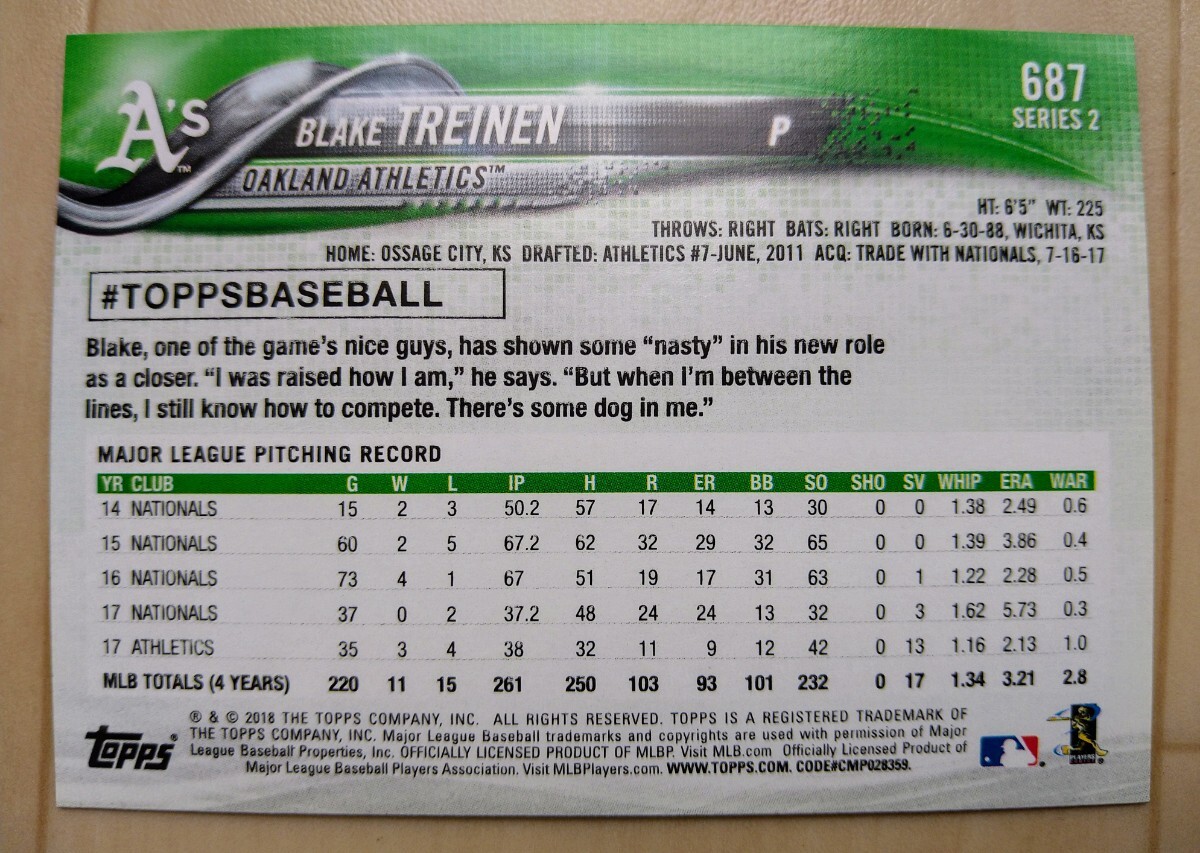 A's™
BLAKE TREINEN P
OAKLAND ATHLETICS™
687
SERIES 2
HT: 6'5" WT: 225
THROWS: RIGHT BATS: RIGHT BORN: 6-30-88, WICHITA, KS
HOME: OSSAGE CITY, KS DRAFTED: ATHLETICS #7-JUNE, 2011 ACQ: TRADE WITH NATIONALS, 7-16-17
#TOPPSBASEBALL
Blake, one of the game's nice guys, has shown some “nasty” in his new role
as a closer. “I was raised how I am,” he says. “But when I'm between the
lines, I still know how to compete. There's some dog in me.”
MAJOR LEAGUE PITCHING RECORD
YR CLUB G W L IP H R ER BB SO SHO SV WHIP ERA WAR
14 NATIONALS 15 2 3 50.2 57 17 14 13 30 0 0 1.38 2.49 0.6
15 NATIONALS 60 2 5 67.2 62 32 29 32 65 0 0 1.39 3.86 0.4
16 NATIONALS 73 4 1 67 51 19 17 31 63 0 1 1.22 2.28 0.5
17 NATIONALS 37 0 2 37.2 48 24 24 13 32 0 3 1.62 5.73 0.3
17 ATHLETICS 35 3 4 38 32 11 9 12 42 0 13 1.16 2.13 1.0
MLB TOTALS (4 YEARS) 220 11 15 261 250 103 93 101 232 0 17 1.34 3.21 2.8
topps®
® & © 2018 THE TOPPS COMPANY, INC. ALL RIGHTS RESERVED. TOPPS IS A REGISTERED TRADEMARK OF
THE TOPPS COMPANY, INC. Major League Baseball trademarks and copyrights are used with permission of Major
League Baseball Properties, Inc. OFFICIALLY LICENSED PRODUCT OF MLBP. Visit MLB.com Officially Licensed Product of
Major League Baseball Players Association. Visit MLBPlayers.com. WWW.TOPPS.COM. CODE#CMP028359.
PLAYERS